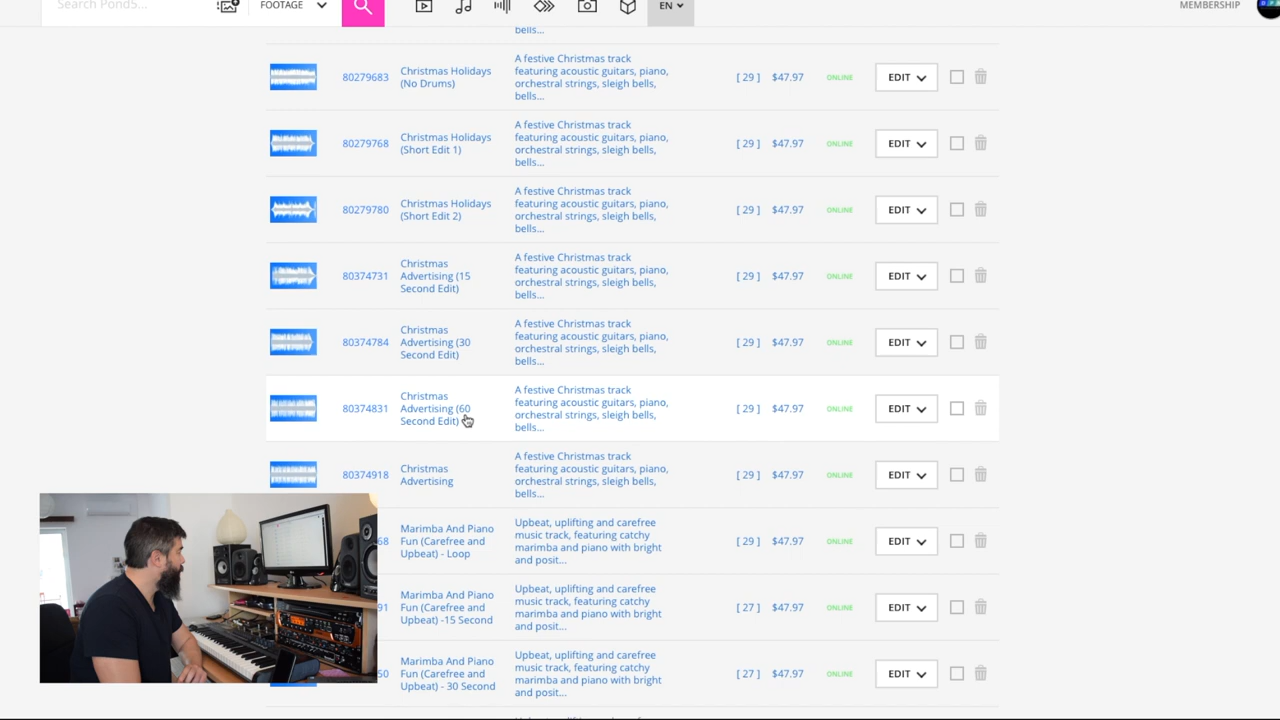 Search Pond5...
FOOTAGE
EN
MEMBERSHIP
bells...
80279683
Christmas Holidays
(No Drums)
A festive Christmas track
featuring acoustic guitars, piano,
orchestral strings, sleigh bells,
bells...
[ 29 ]
$47.97
ONLINE
EDIT
80279768
Christmas Holidays
(Short Edit 1)
A festive Christmas track
featuring acoustic guitars, piano,
orchestral strings, sleigh bells,
bells...
[ 29 ]
$47.97
ONLINE
EDIT
80279780
Christmas Holidays
(Short Edit 2)
A festive Christmas track
featuring acoustic guitars, piano,
orchestral strings, sleigh bells,
bells...
[ 29 ]
$47.97
ONLINE
EDIT
80374731
Christmas
Advertising (15
Second Edit)
A festive Christmas track
featuring acoustic guitars, piano,
orchestral strings, sleigh bells,
bells...
[ 29 ]
$47.97
ONLINE
EDIT
80374784
Christmas
Advertising (30
Second Edit)
A festive Christmas track
featuring acoustic guitars, piano,
orchestral strings, sleigh bells,
bells...
[ 29 ]
$47.97
ONLINE
EDIT
80374831
Christmas
Advertising (60
Second Edit)
A festive Christmas track
featuring acoustic guitars, piano,
orchestral strings, sleigh bells,
bells...
[ 29 ]
$47.97
ONLINE
EDIT
80374918
Christmas
Advertising
A festive Christmas track
featuring acoustic guitars, piano,
orchestral strings, sleigh bells,
bells...
[ 29 ]
$47.97
ONLINE
EDIT
68
Marimba And Piano
Fun (Carefree and
Upbeat) - Loop
Upbeat, uplifting and carefree
music track, featuring catchy
marimba and piano with bright
and posit...
[ 29 ]
$47.97
ONLINE
EDIT
91
Marimba And Piano
Fun (Carefree and
Upbeat) -15 Second
Upbeat, uplifting and carefree
music track, featuring catchy
marimba and piano with bright
and posit...
[ 27 ]
$47.97
ONLINE
EDIT
50
Marimba And Piano
Fun (Carefree and
Upbeat) - 30 Second
Upbeat, uplifting and carefree
music track, featuring catchy
marimba and piano with bright
and posit...
[ 27 ]
$47.97
ONLINE
EDIT